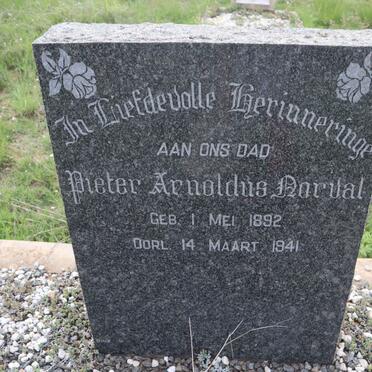 In Liefdevolle Herinneringe
AAN ONS DAD
Pieter Arnoldus Norval
GEB. 1 MEI 1892
OORL. 14 MAART 1941